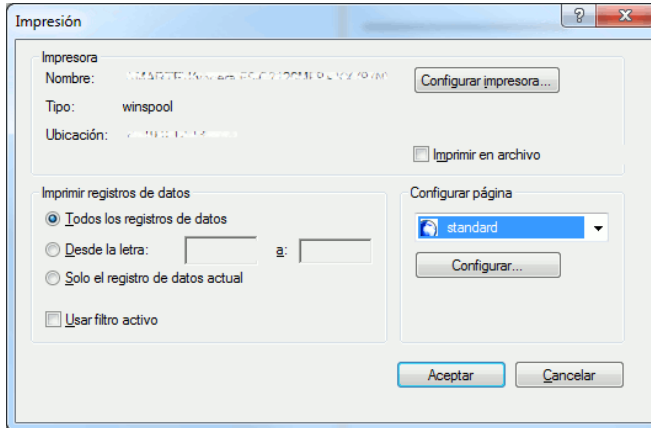 Impresión
Impresora
Nombre:
Configurar impresora...
Tipo: winspool
Ubicación:
Imprimir en archivo
Imprimir registros de datos
Todos los registros de datos
Desde la letra: a:
Solo el registro de datos actual
Usar filtro activo
Configurar página
standard
Configurar...
Aceptar Cancelar